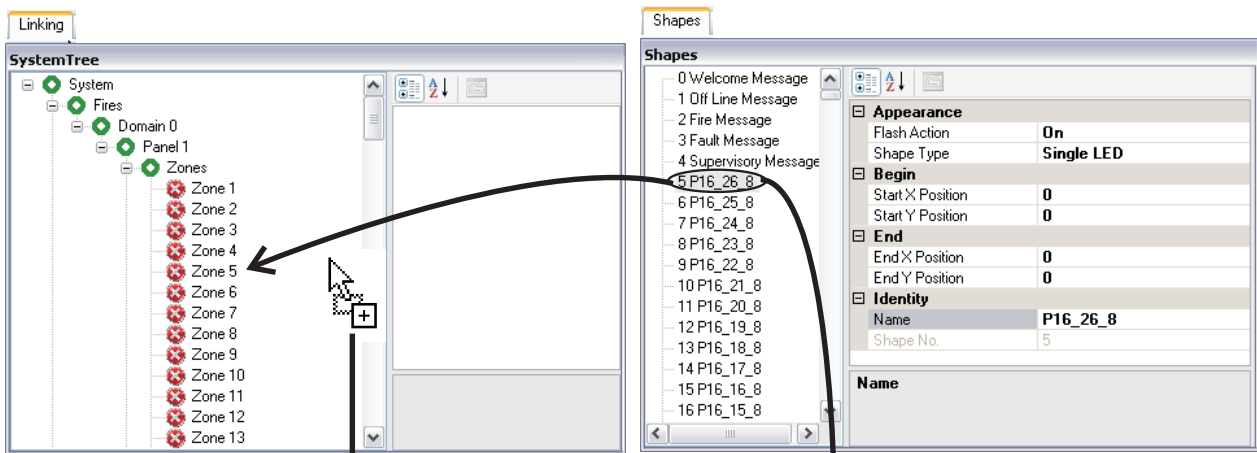 Linking
SystemTree
System
Fires
Domain 0
Panel 1
Zones
Zone 1
Zone 2
Zone 3
Zone 4
Zone 5
Zone 6
Zone 7
Zone 8
Zone 9
Zone 10
Zone 11
Zone 12
Zone 13
Shapes
Shapes
0 Welcome Message
1 Off Line Message
2 Fire Message
3 Fault Message
4 Supervisory Message
5 P16_26_8
6 P16_25_8
7 P16_24_8
8 P16_23_8
9 P16_22_8
10 P16_21_8
11 P16_20_8
12 P16_19_8
13 P16_18_8
14 P16_17_8
15 P16_16_8
16 P16_15_8
Appearance
Flash Action On
Shape Type Single LED
Begin
Start X Position 0
Start Y Position 0
End
End X Position 0
End Y Position 0
Identity
Name P16_26_8
Shape No. 5
Name